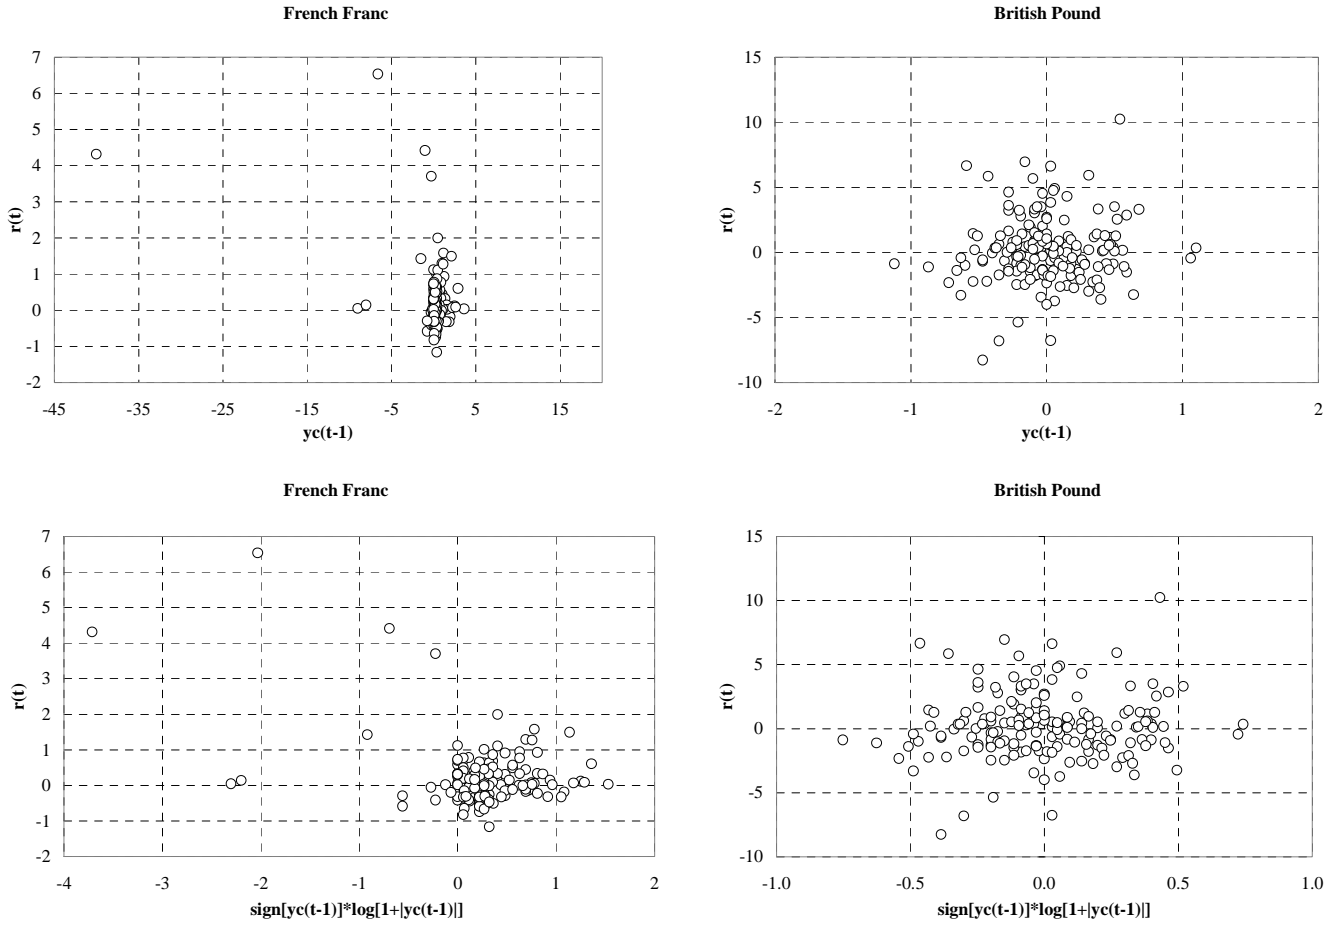 French Franc
7
6
5
4
3
2
1
0
-1
-2
r(t)
-45 -35 -25 -15 -5 5 15
yc(t-1)
British Pound
15
10
5
0
-5
-10
r(t)
-2 -1 0 1 2
yc(t-1)
French Franc
7
6
5
4
3
2
1
0
-1
-2
r(t)
-4 -3 -2 -1 0 1 2
sign[yc(t-1)]*log[1+|yc(t-1)|]
British Pound
15
10
5
0
-5
-10
r(t)
-1.0 -0.5 0.0 0.5 1.0
sign[yc(t-1)]*log[1+|yc(t-1)|]